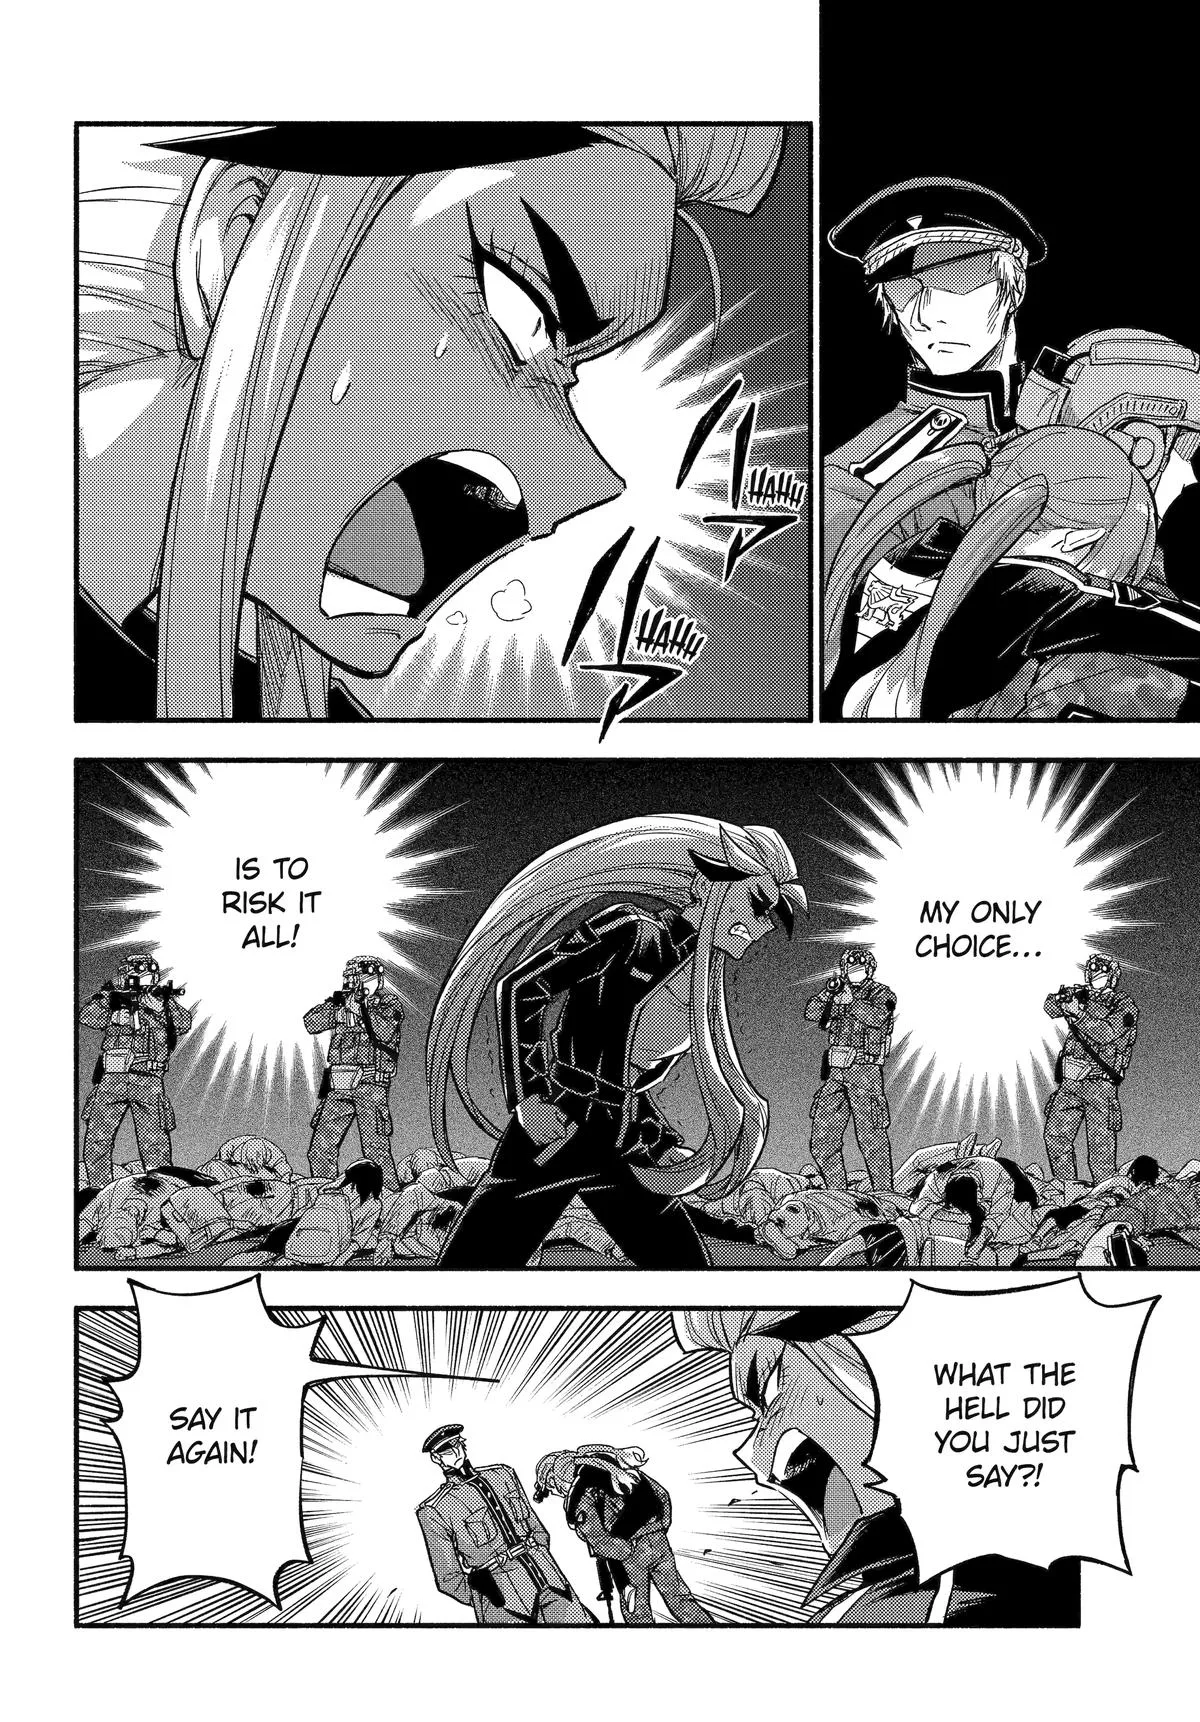 HAHH
HAHH
MY ONLY
CHOICE...
IS TO
RISK IT
ALL!
WHAT THE
HELL DID
YOU JUST
SAY?!
SAY IT
AGAIN!